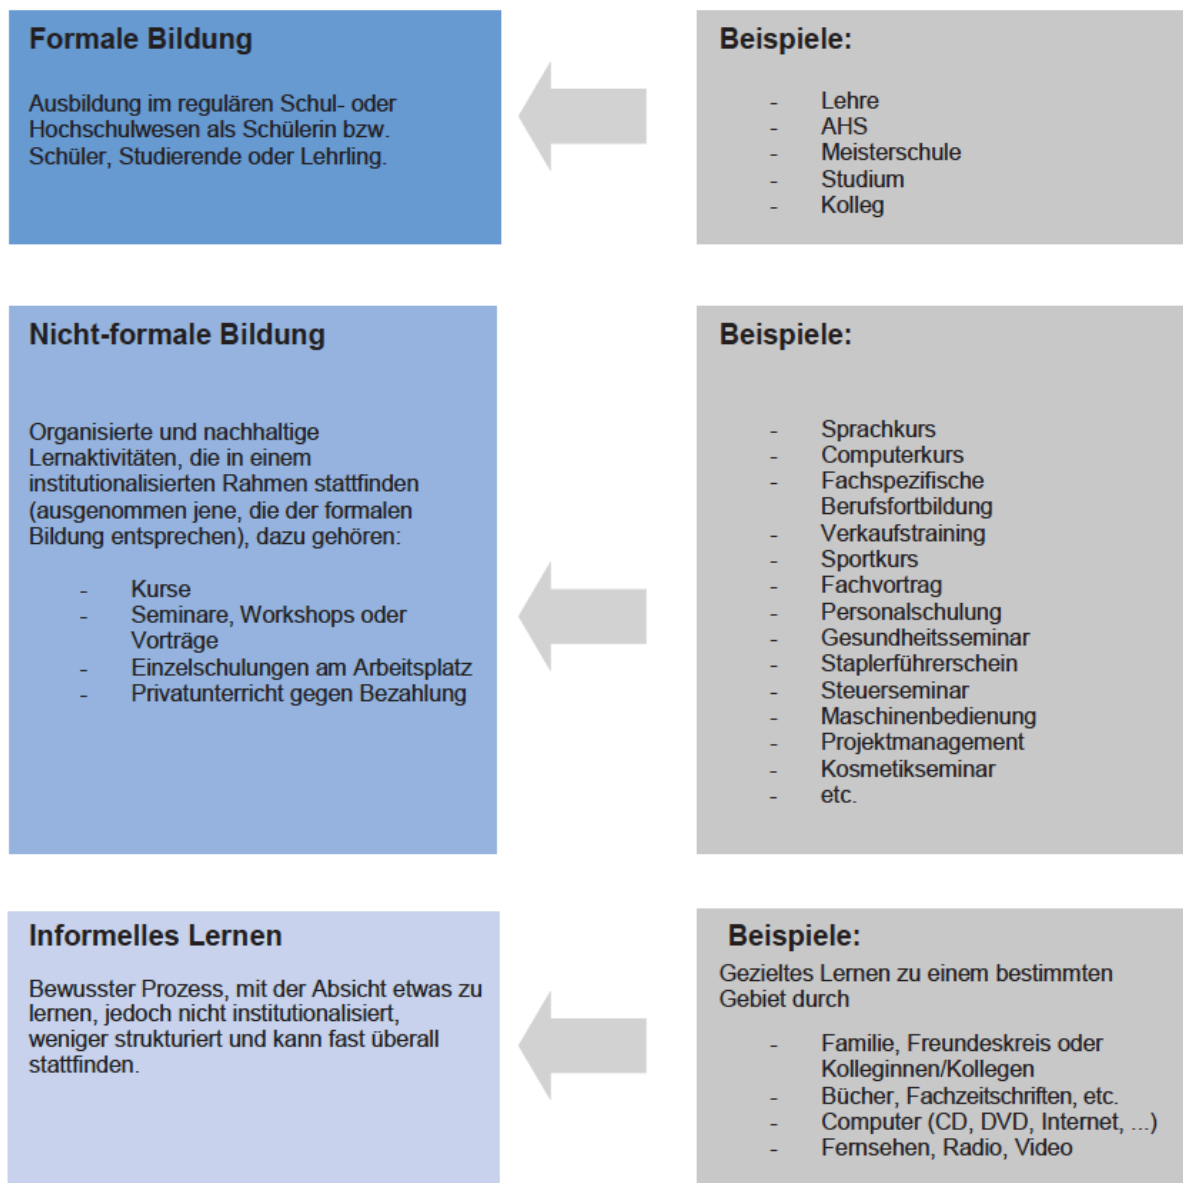 Formale Bildung
Ausbildung im regulären Schul- oder
Hochschulwesen als Schülerin bzw.
Schüler, Studierende oder Lehrling.
Beispiele:
- Lehre
- AHS
- Meisterschule
- Studium
- Kolleg
Nicht-formale Bildung
Organisierte und nachhaltige
Lernaktivitäten, die in einem
institutionalisierten Rahmen stattfinden
(ausgenommen jene, die der formalen
Bildung entsprechen), dazu gehören:
- Kurse
- Seminare, Workshops oder
Vorträge
- Einzelschulungen am Arbeitsplatz
- Privatunterricht gegen Bezahlung
Beispiele:
- Sprachkurs
- Computerkurs
- Fachspezifische
Berufsfortbildung
- Verkaufstraining
- Sportkurs
- Fachvortrag
- Personalschulung
- Gesundheitsseminar
- Staplerführerschein
- Steuerseminar
- Maschinenbedienung
- Projektmanagement
- Kosmetikseminar
- etc.
Informelles Lernen
Bewusster Prozess, mit der Absicht etwas zu
lernen, jedoch nicht institutionalisiert,
weniger strukturiert und kann fast überall
stattfinden.
Beispiele:
Gezieltes Lernen zu einem bestimmten
Gebiet durch
- Familie, Freundeskreis oder
Kolleginnen/Kollegen
- Bücher, Fachzeitschriften, etc.
- Computer (CD, DVD, Internet, ...)
- Fernsehen, Radio, Video